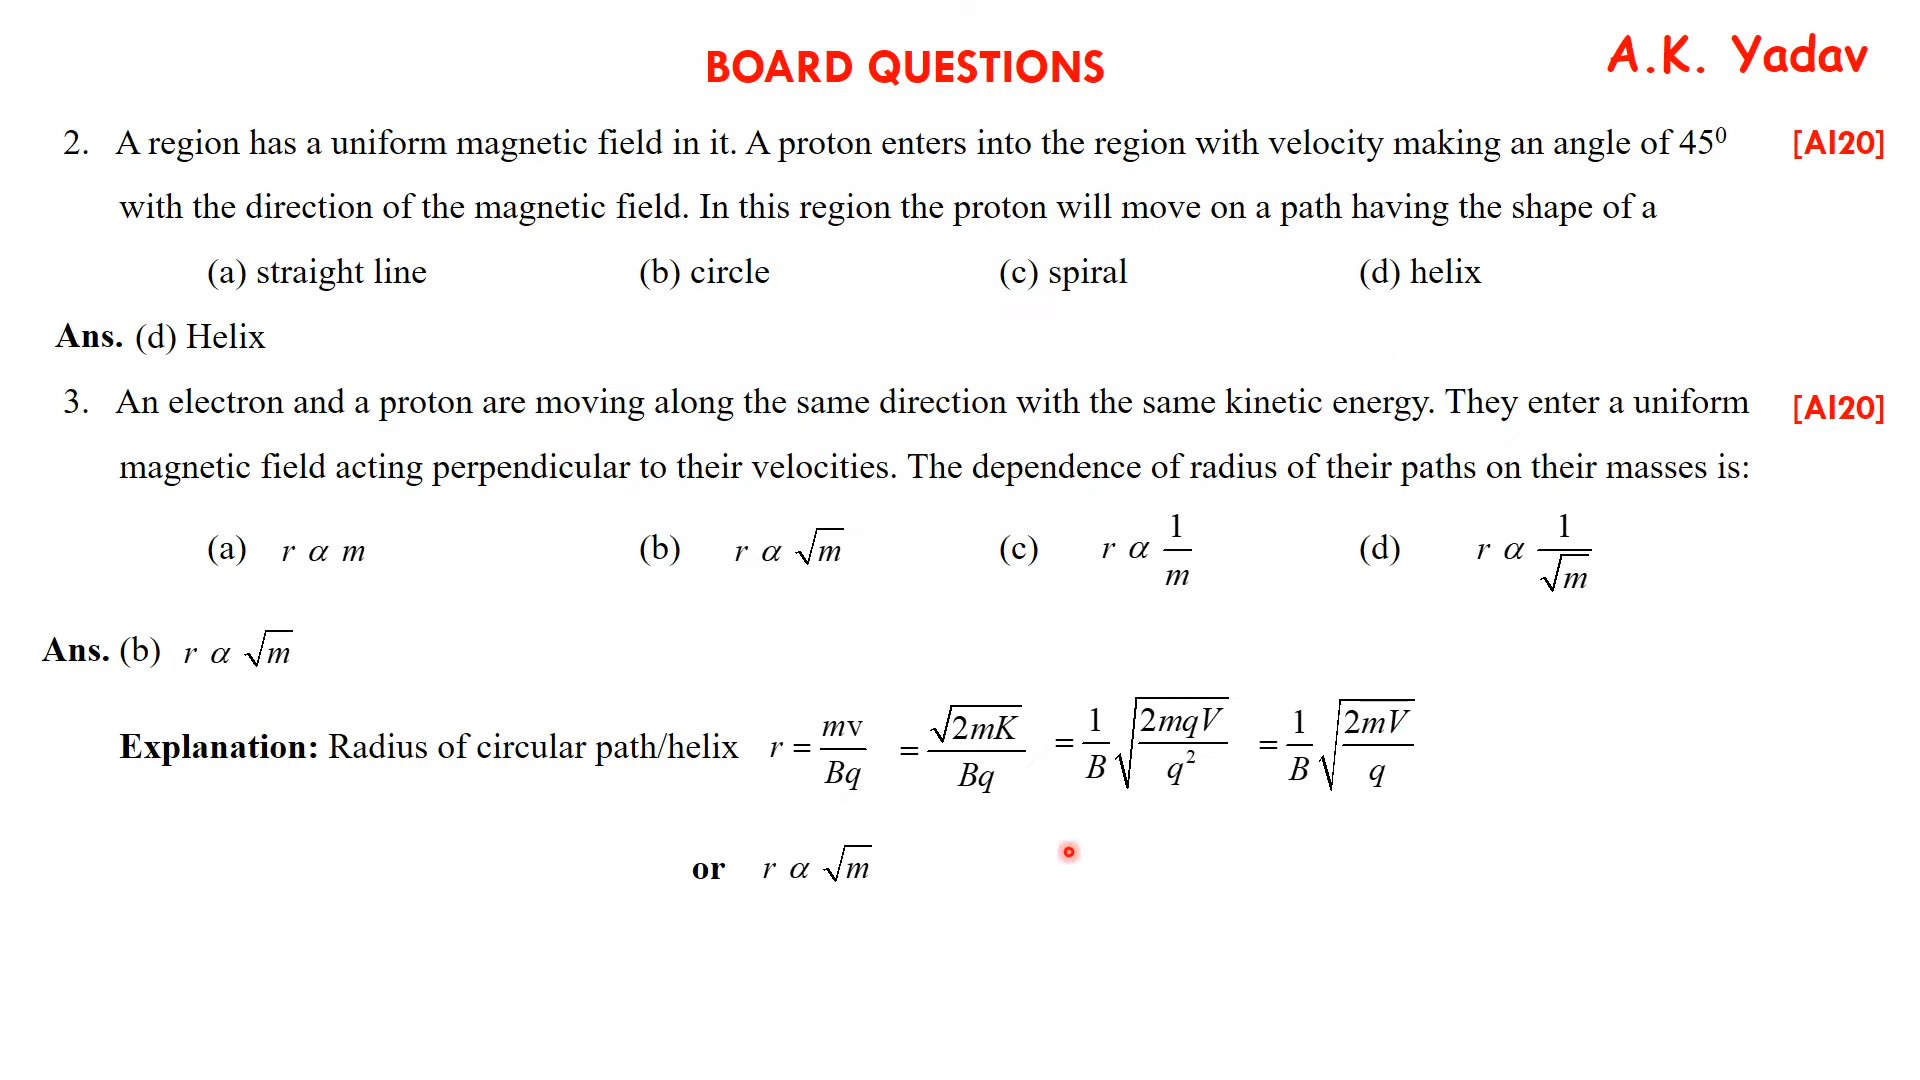 BOARD QUESTIONS
A.K. Yadav
2. A region has a uniform magnetic field in it. A proton enters into the region with velocity making an angle of 45⁰ [AI20]
with the direction of the magnetic field. In this region the proton will move on a path having the shape of a
(a) straight line (b) circle (c) spiral (d) helix
Ans. (d) Helix
3. An electron and a proton are moving along the same direction with the same kinetic energy. They enter a uniform [AI20]
magnetic field acting perpendicular to their velocities. The dependence of radius of their paths on their masses is:
(a) r α m (b) r α √m (c) r α 1/m (d) r α 1/√m
Ans. (b) r α √m
Explanation: Radius of circular path/helix r = mv/Bq = √2mK/Bq = 1/B √(2mqV/q²) = 1/B √(2mV/q)
or r α √m